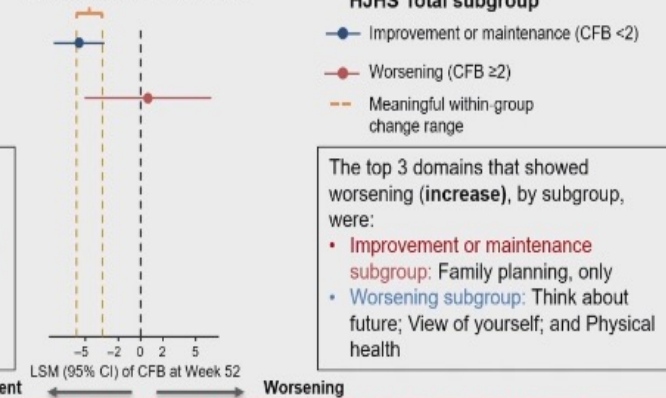 HJHS Total subgroup
Improvement or maintenance (CFB <2)
Worsening (CFB ≥2)
Meaningful within-group
change range
The top 3 domains that showed
worsening (increase), by subgroup,
were:
• Improvement or maintenance
subgroup: Family planning, only
• Worsening subgroup: Think about
future; View of yourself; and Physical
health
–5 –2 0 2 5
LSM (95% CI) of CFB at Week 52
ent Worsening